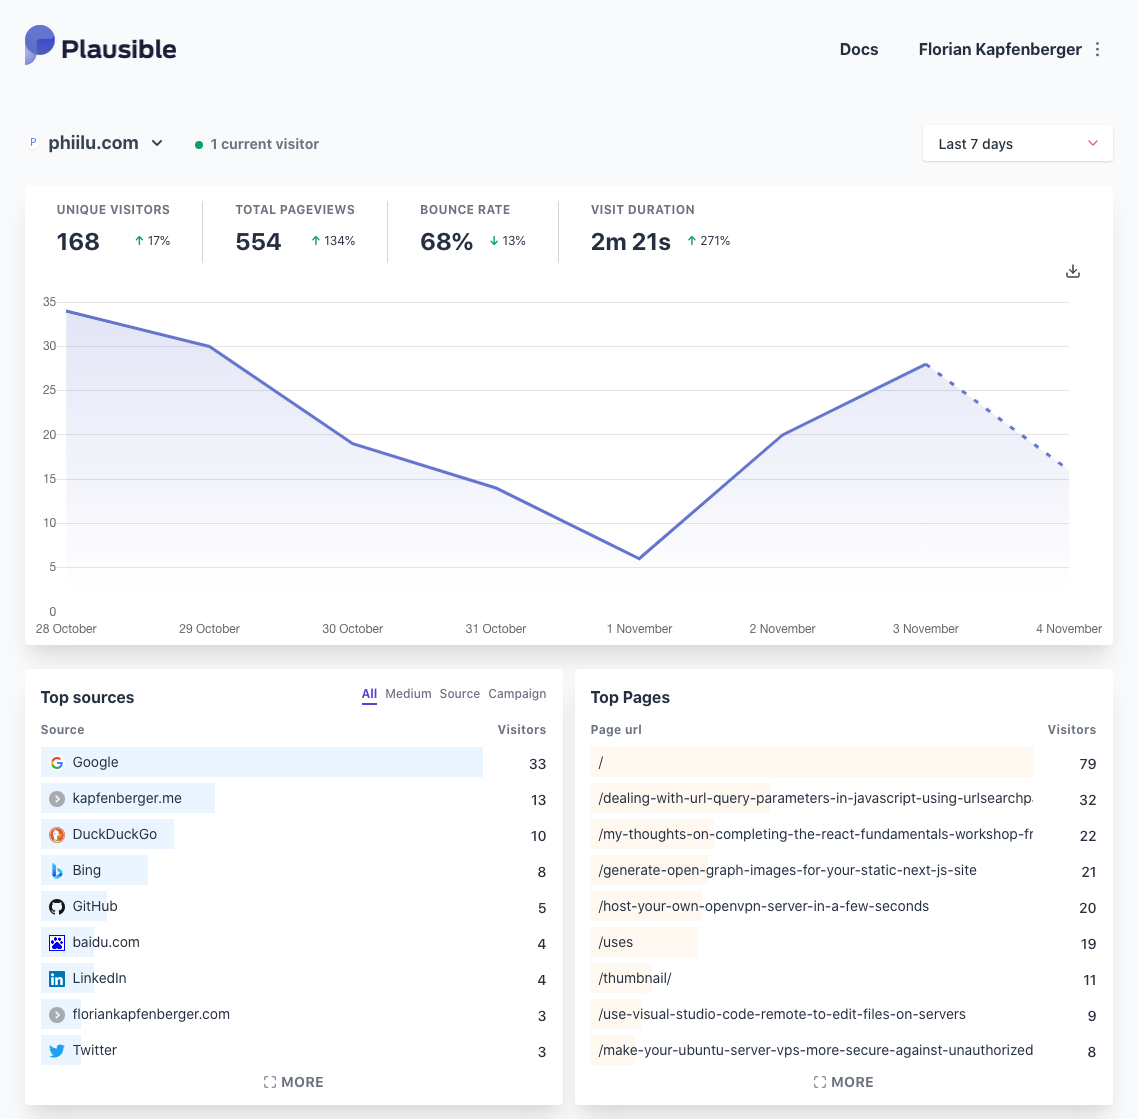 Plausible
Docs Florian Kapfenberger
P phiilu.com 1 current visitor Last 7 days
UNIQUE VISITORS TOTAL PAGEVIEWS BOUNCE RATE VISIT DURATION
168 17% 554 134% 68% 13% 2m 21s 271%
35
30
25
20
15
10
5
0
28 October 29 October 30 October 31 October 1 November 2 November 3 November 4 November
Top sources All Medium Source Campaign
Source Visitors
Google 33
kapfenberger.me 13
DuckDuckGo 10
Bing 8
GitHub 5
baidu.com 4
LinkedIn 4
floriankapfenberger.com 3
Twitter 3
MORE
Top Pages
Page url Visitors
/ 79
/dealing-with-url-query-parameters-in-javascript-using-urlsearchp 32
/my-thoughts-on-completing-the-react-fundamentals-workshop-fr 22
/generate-open-graph-images-for-your-static-next-js-site 21
/host-your-own-openvpn-server-in-a-few-seconds 20
/uses 19
/thumbnail/ 11
/use-visual-studio-code-remote-to-edit-files-on-servers 9
/make-your-ubuntu-server-vps-more-secure-against-unauthorized 8
MORE